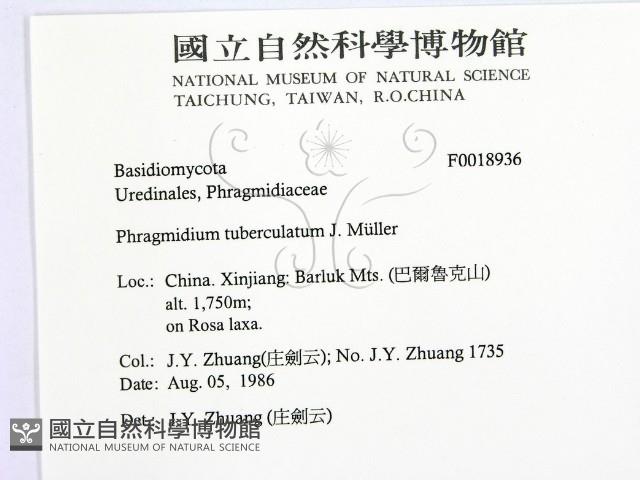 國立自然科學博物館
NATIONAL MUSEUM OF NATURAL SCIENCE
TAICHUNG, TAIWAN, R.O.CHINA
Basidiomycota F0018936
Uredinales, Phragmidiaceae
Phragmidium tuberculatum J. Müller
Loc.: China. Xinjiang: Barluk Mts. (巴爾魯克山)
alt. 1,750m;
on Rosa laxa.
Col.: J.Y. Zhuang(庄劍云); No. J.Y. Zhuang 1735
Date: Aug. 05, 1986
Det.: J.Y. Zhuang (庄劍云)
國立自然科學博物館
NATIONAL MUSEUM OF NATURAL SCIENCE